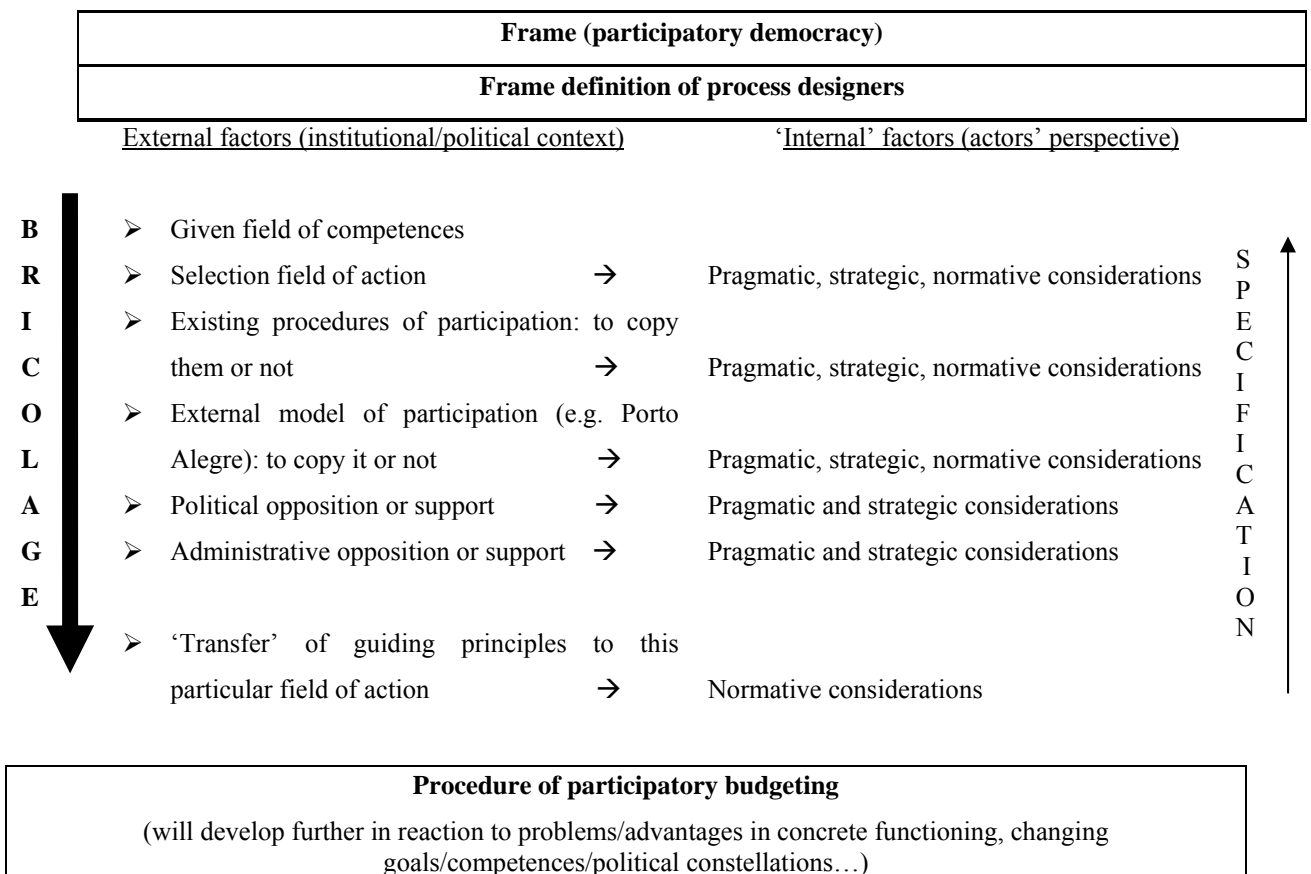 Frame (participatory democracy)
Frame definition of process designers
External factors (institutional/political context) ‘Internal’ factors (actors’ perspective)
BRICOLAGE
➢ Given field of competences
➢ Selection field of action → Pragmatic, strategic, normative considerations
➢ Existing procedures of participation: to copy
them or not → Pragmatic, strategic, normative considerations
➢ External model of participation (e.g. Porto
Alegre): to copy it or not → Pragmatic, strategic, normative considerations
➢ Political opposition or support → Pragmatic and strategic considerations
➢ Administrative opposition or support → Pragmatic and strategic considerations
➢ ‘Transfer’ of guiding principles to this
particular field of action → Normative considerations
SPECIFICATION
Procedure of participatory budgeting
(will develop further in reaction to problems/advantages in concrete functioning, changing
goals/competences/political constellations…)